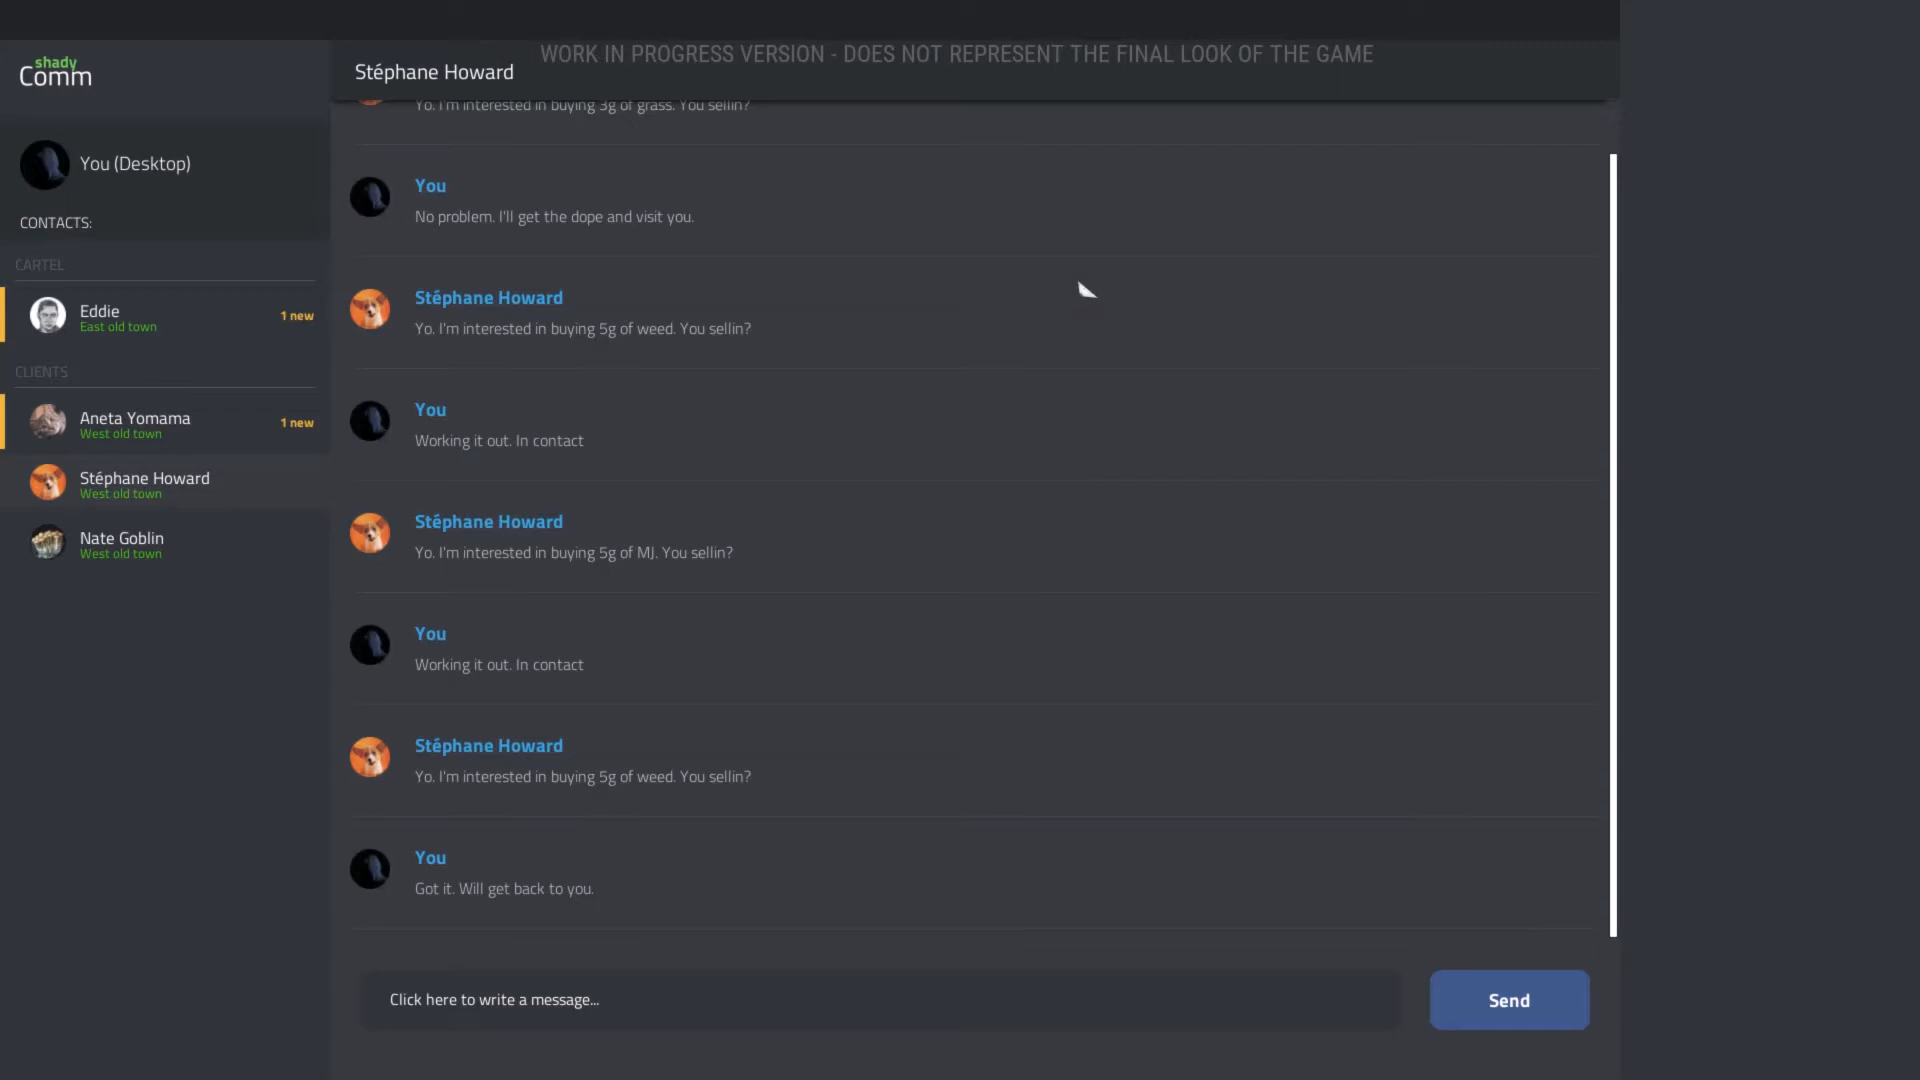 WORK IN PROGRESS VERSION - DOES NOT REPRESENT THE FINAL LOOK OF THE GAME
shady
Comm
You (Desktop)
CONTACTS:
CARTEL
Eddie
East old town
1 new
CLIENTS
Aneta Yomama
West old town
1 new
Stéphane Howard
West old town
Nate Goblin
West old town
Stéphane Howard
Yo. I'm interested in buying 3g of grass. You sellin?
You
No problem. I'll get the dope and visit you.
Stéphane Howard
Yo. I'm interested in buying 5g of weed. You sellin?
You
Working it out. In contact
Stéphane Howard
Yo. I'm interested in buying 5g of MJ. You sellin?
You
Working it out. In contact
Stéphane Howard
Yo. I'm interested in buying 5g of weed. You sellin?
You
Got it. Will get back to you.
Click here to write a message...
Send